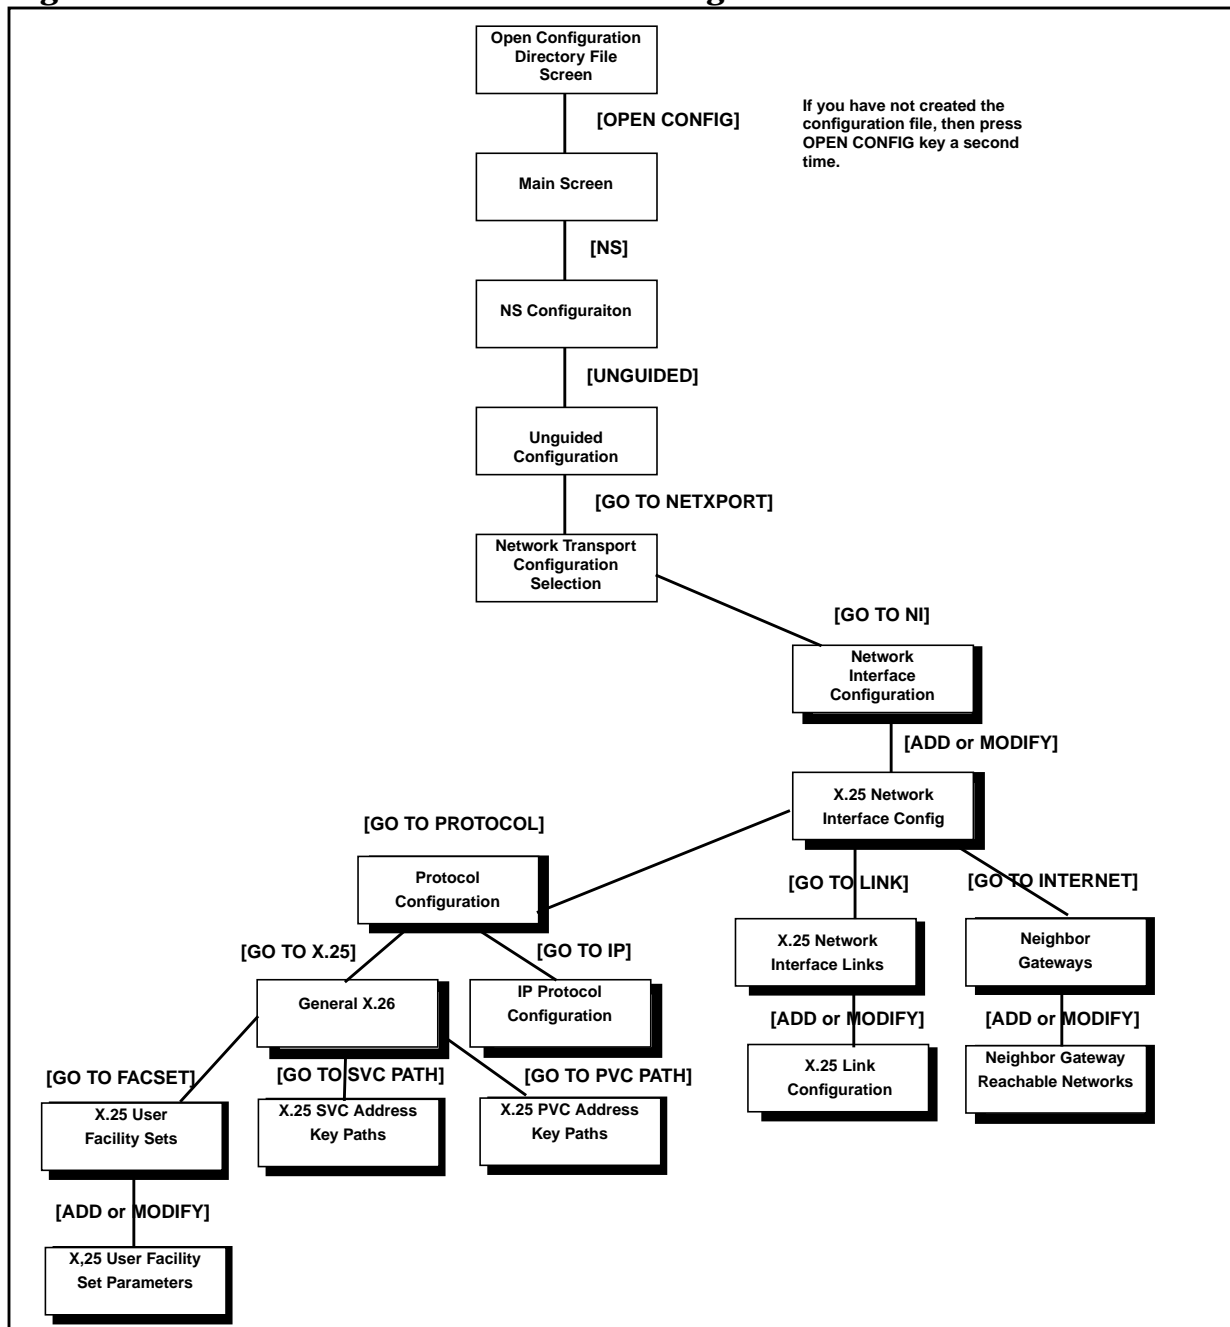 Open Configuration
Directory File
Screen
[OPEN CONFIG]
If you have not created the
configuration file, then press
OPEN CONFIG key a second
time.
Main Screen
[NS]
NS Configuraiton
[UNGUIDED]
Unguided
Configuration
[GO TO NETXPORT]
Network Transport
Configuration
Selection
[GO TO NI]
Network
Interface
Configuration
[ADD or MODIFY]
X.25 Network
Interface Config
[GO TO PROTOCOL]
Protocol
Configuration
[GO TO LINK]
[GO TO INTERNET]
[GO TO X.25]
[GO TO IP]
X.25 Network
Interface Links
Neighbor
Gateways
General X.26
IP Protocol
Configuration
[ADD or MODIFY]
[ADD or MODIFY]
X.25 Link
Configuration
Neighbor Gateway
Reachable Networks
[GO TO FACSET]
[GO TO SVC PATH]
[GO TO PVC PATH]
X.25 User
Facility Sets
X.25 SVC Address
Key Paths
X.25 PVC Address
Key Paths
[ADD or MODIFY]
X,25 User Facility
Set Parameters